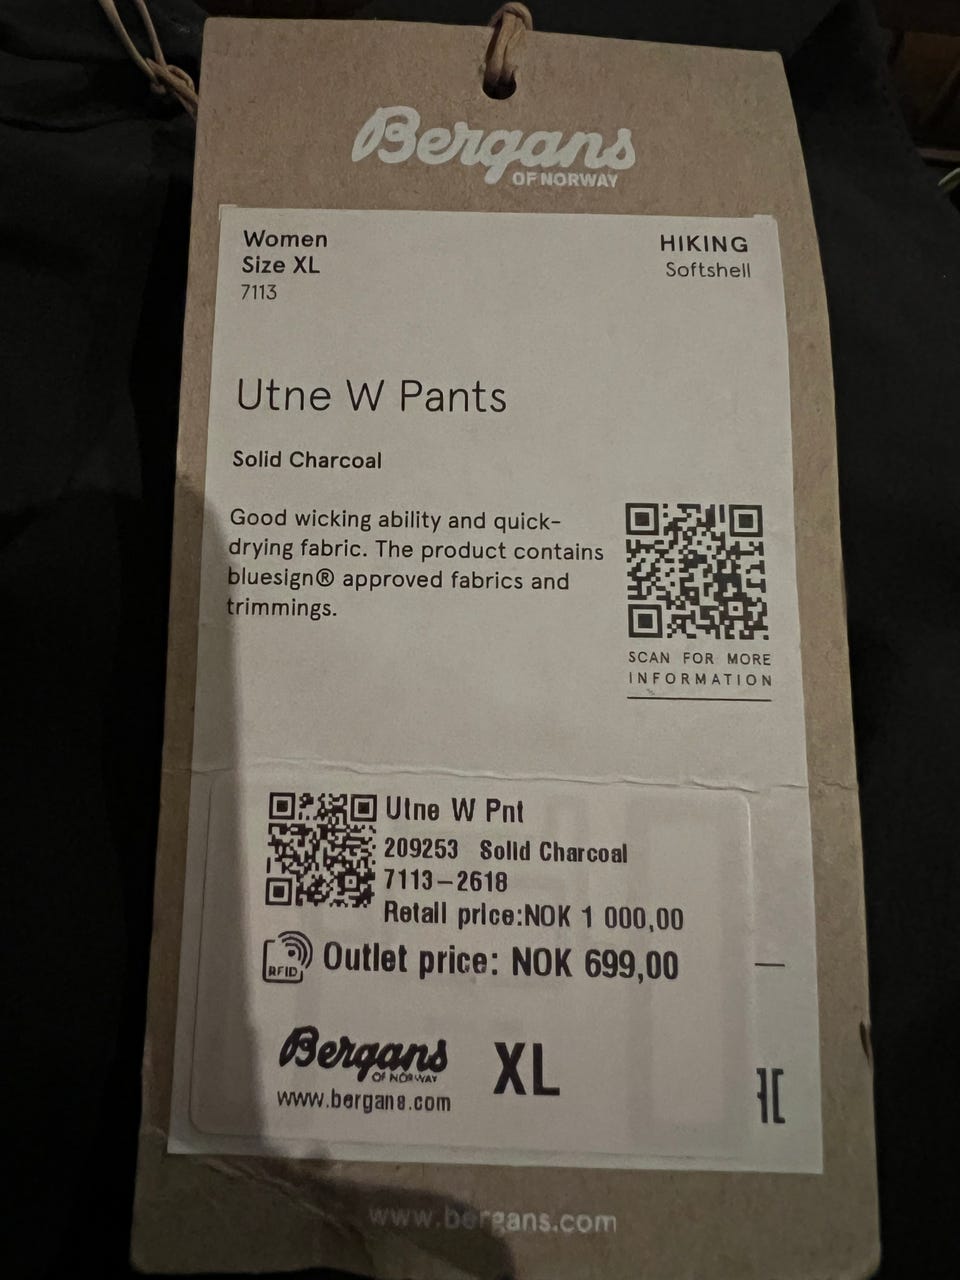 Bergans
OF NORWAY
Women
Size XL
7113
HIKING
Softshell
Utne W Pants
Solid Charcoal
Good wicking ability and quick-
drying fabric. The product contains
bluesign® approved fabrics and
trimmings.
SCAN FOR MORE
INFORMATION
Utne W Pnt
209253 Solid Charcoal
7113-2618
Retail price:NOK 1 000,00
RFID
Outlet price: NOK 699,00
Bergans
OF NORWAY
XL
www.bergans.com
www.bergans.com